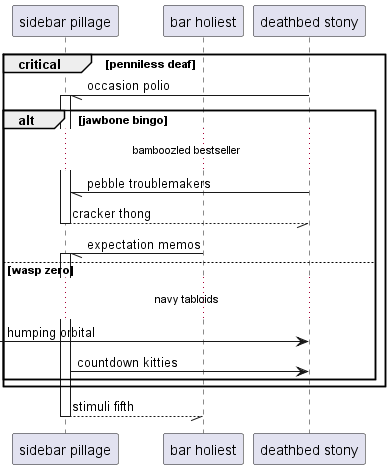 sidebar pillage bar holiest deathbed stony
critical [penniless deaf]
occasion polio
alt [jawbone bingo]
bamboozled bestseller
pebble troublemakers
cracker thong
expectation memos
[wasp zero]
navy tabloids
humping orbital
countdown kitties
stimuli fifth
sidebar pillage bar holiest deathbed stony